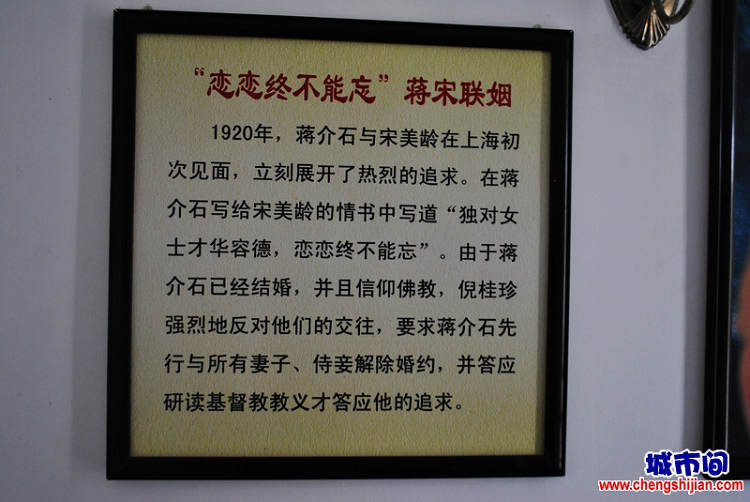 “恋恋终不能忘”蒋宋联姻
1920年，蒋介石与宋美龄在上海初
次见面，立刻展开了热烈的追求。在蒋
介石写给宋美龄的情书中写道“独对女
士才华容德，恋恋终不能忘”。由于蒋
介石已经结婚，并且信仰佛教，倪桂珍
强烈地反对他们的交往，要求蒋介石先
行与所有妻子、侍妾解除婚约，并答应
研读基督教教义才答应他的追求。
城市间
www.chengshijian.com